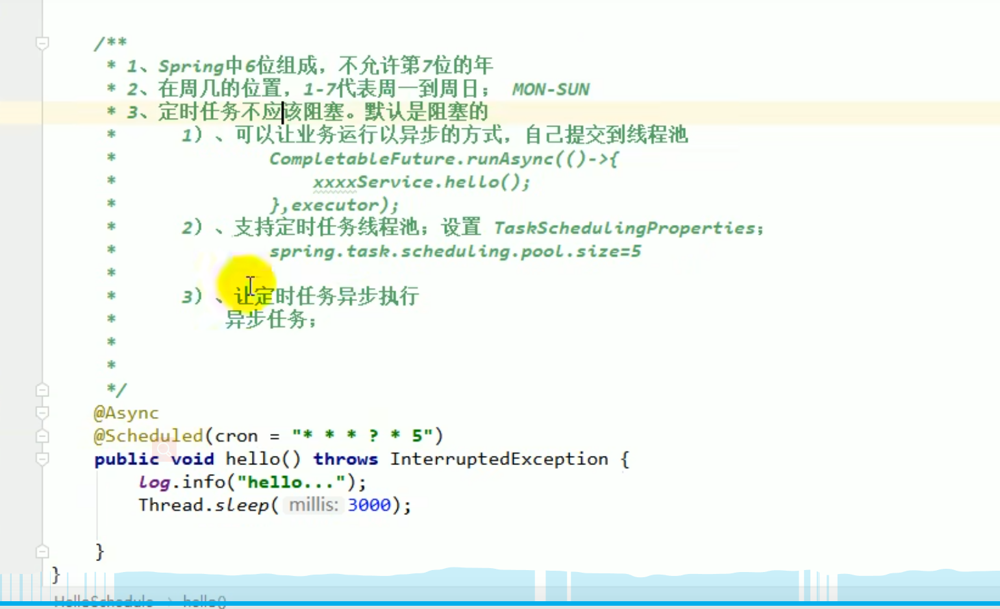 /**
* 1、Spring中6位组成，不允许第7位的年
* 2、在周几的位置，1-7代表周一到周日； MON-SUN
* 3、定时任务不应该阻塞。默认是阻塞的
* 1）、可以让业务运行以异步的方式，自己提交到线程池
* CompletableFuture.runAsync(()->{
* xxxxService.hello();
* },executor);
* 2）、支持定时任务线程池；设置 TaskSchedulingProperties；
* spring.task.scheduling.pool.size=5
*
* 3）、让定时任务异步执行
* 异步任务；
*
*
*/
@Async
@Scheduled(cron = "* * * ? * 5")
public void hello() throws InterruptedException {
log.info("hello...");
Thread.sleep( millis: 3000);
}
}
HelloSchedule > hello()